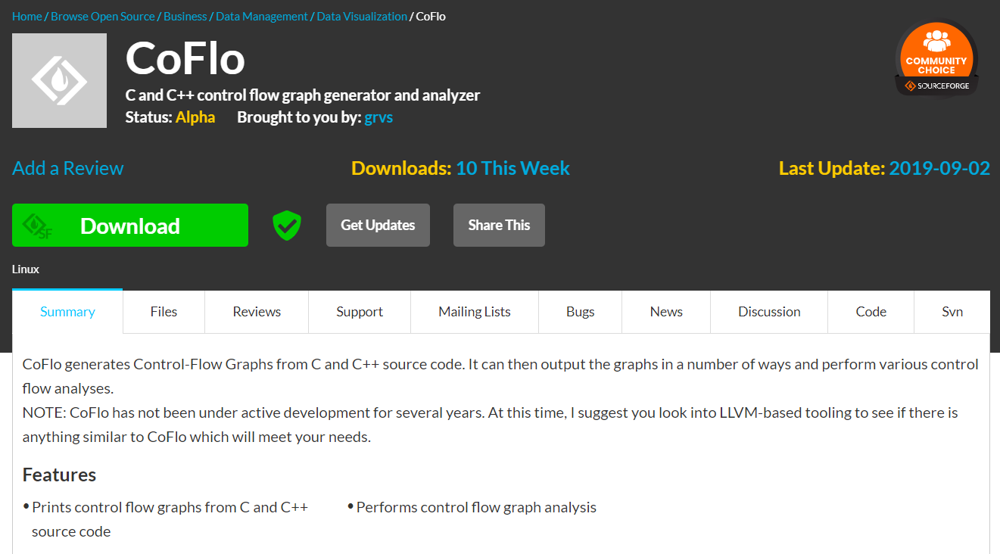 Home / Browse Open Source / Business / Data Management / Data Visualization / CoFlo
CoFlo
C and C++ control flow graph generator and analyzer
Status: Alpha Brought to you by: grvs
COMMUNITY
CHOICE
SOURCEFORGE
Add a Review
Downloads: 10 This Week
Last Update: 2019-09-02
SF
Download
Get Updates
Share This
Linux
Summary
Files
Reviews
Support
Mailing Lists
Bugs
News
Discussion
Code
Svn
CoFlo generates Control-Flow Graphs from C and C++ source code. It can then output the graphs in a number of ways and perform various control
flow analyses.
NOTE: CoFlo has not been under active development for several years. At this time, I suggest you look into LLVM-based tooling to see if there is
anything similar to CoFlo which will meet your needs.
Features
• Prints control flow graphs from C and C++
source code
• Performs control flow graph analysis